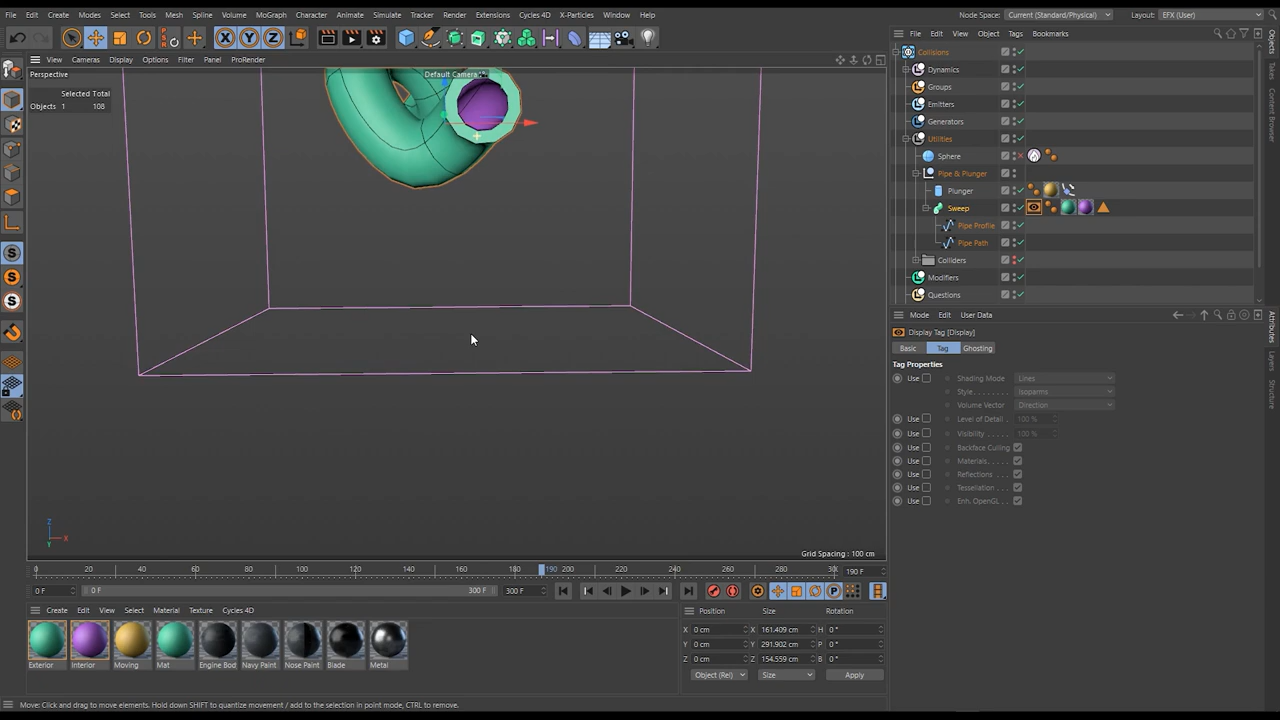 File Edit Create Modes Select Tools Mesh Spline Volume MoGraph Character Animate Simulate Tracker Render Extensions Cycles 4D X-Particles Window Help
Node Space: Current (Standard/Physical) Layout: EFX (User)
PSR
X Y Z
File Edit View Object Tags Bookmarks
View Cameras Display Options Filter Panel ProRender
Perspective
Default Camera
Selected Total
Objects 1 108
Collisions
Dynamics
Groups
Emitters
Generators
Utilities
Sphere
Pipe & Plunger
Plunger
Sweep
Pipe Profile
Pipe Path
Colliders
Modifiers
Questions
Objects
Takes
Content Browser
Attributes
Layers
Structure
S
S
S
Mode Edit User Data
Display Tag [Display]
Basic Tag Ghosting
Tag Properties
Use Shading Mode Lines
Style. . . . . . . . Isoparms
Volume Vector Direction
Use Level of Detail . 100 %
Use Visibility . . . . . 100 %
Use Backface Culling
Use Materials. . . .
Use Reflections . . .
Use Tessellation . . .
Use Enh. OpenGL . .
Z
X
Y
Grid Spacing : 100 cm
0 20 40 60 80 100 120 140 160 180 190 200 220 240 260 280 30 190 F
0 F 0 F 300 F 300 F
P
Create Edit View Select Material Texture Cycles 4D
Exterior Interior Moving Mat Engine Body Navy Paint Nose Paint Blade Metal
Position Size Rotation
X 0 cm X 161.409 cm H 0 °
Y 0 cm Y 291.902 cm P 0 °
Z 0 cm Z 154.559 cm B 0 °
Object (Rel) Size Apply
Move: Click and drag to move elements. Hold down SHIFT to quantize movement / add to the selection in point mode, CTRL to remove.